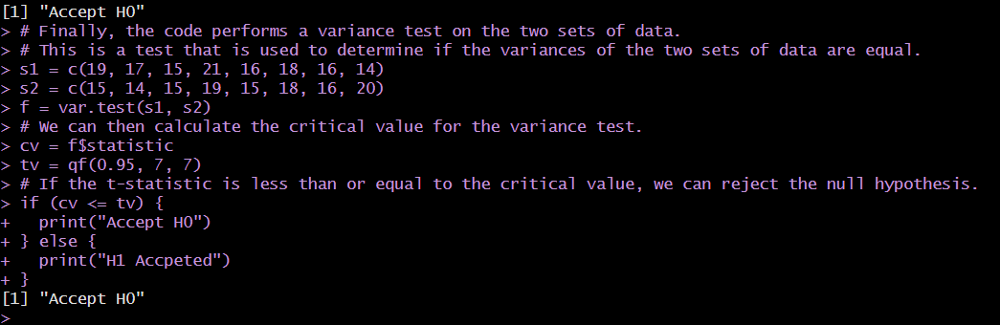 [1] "Accept H0"
> # Finally, the code performs a variance test on the two sets of data.
> # This is a test that is used to determine if the variances of the two sets of data are equal.
> s1 = c(19, 17, 15, 21, 16, 18, 16, 14)
> s2 = c(15, 14, 15, 19, 15, 18, 16, 20)
> f = var.test(s1, s2)
> # We can then calculate the critical value for the variance test.
> cv = f$statistic
> tv = qf(0.95, 7, 7)
> # If the t-statistic is less than or equal to the critical value, we can reject the null hypothesis.
> if (cv <= tv) {
+   print("Accept H0")
+ } else {
+   print("H1 Accpeted")
+ }
[1] "Accept H0"
>